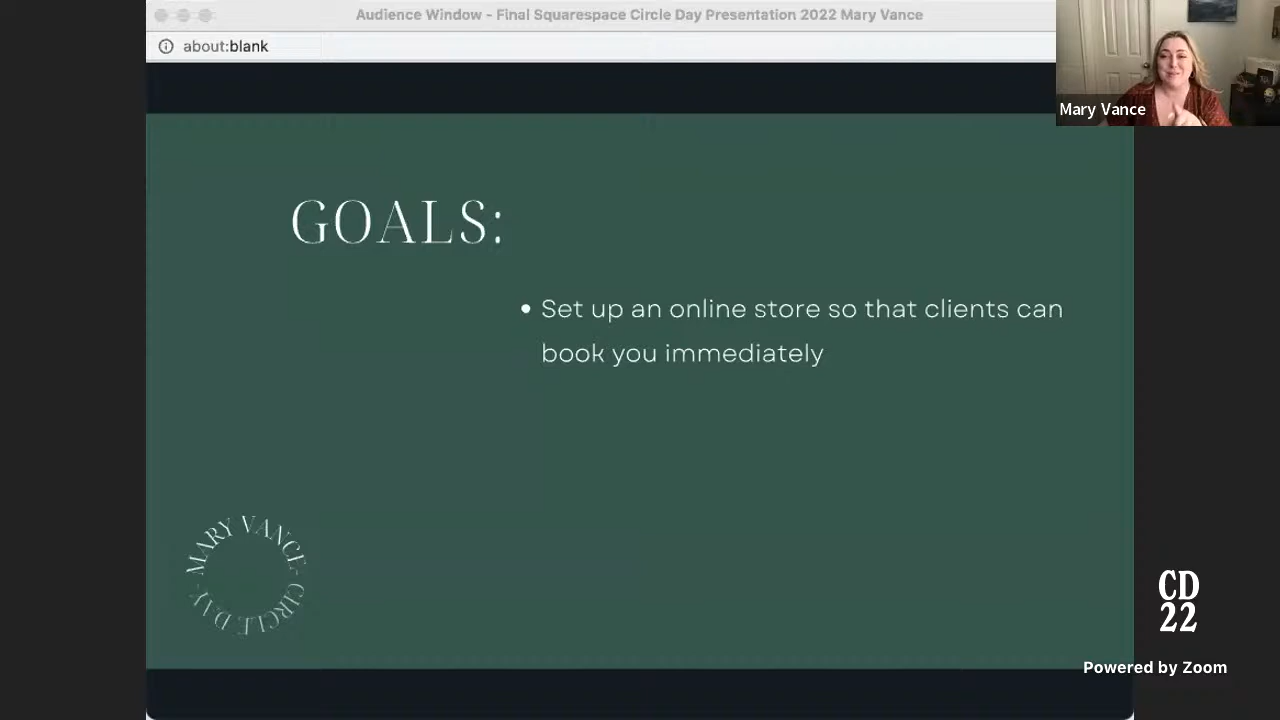 Audience Window - Final Squarespace Circle Day Presentation 2022 Mary Vance
about:blank
Mary Vance
GOALS:
• Set up an online store so that clients can
book you immediately
MARY VANCE - CIRCLE DAY -
CD
22
Powered by Zoom